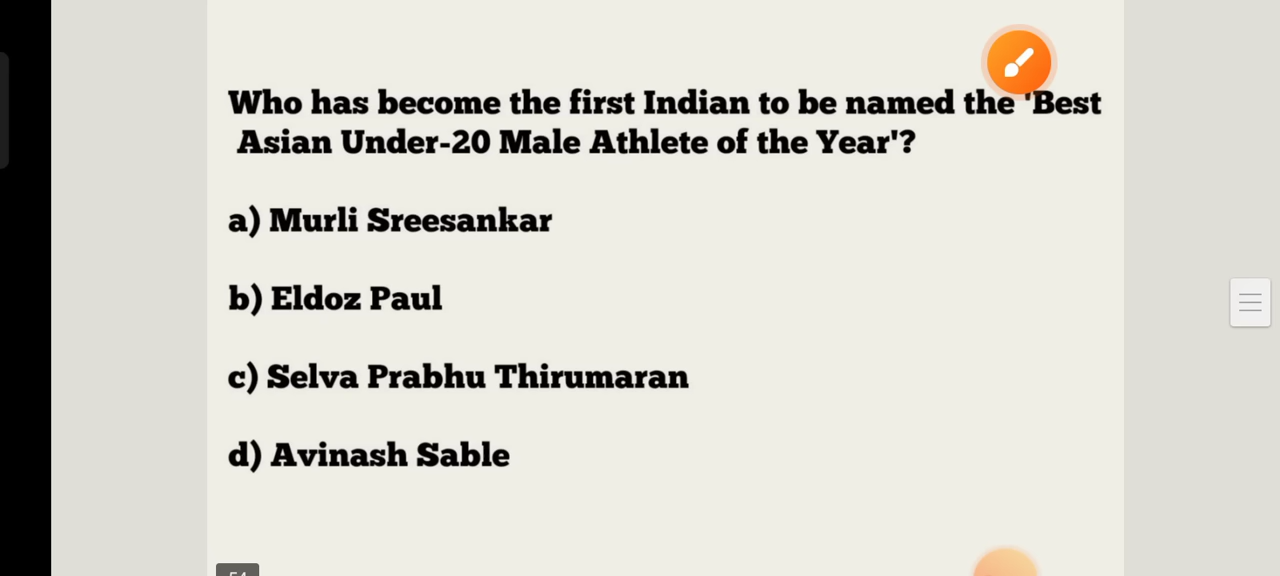 Who has become the first Indian to be named the 'Best
Asian Under-20 Male Athlete of the Year'?
a) Murli Sreesankar
b) Eldoz Paul
c) Selva Prabhu Thirumaran
d) Avinash Sable